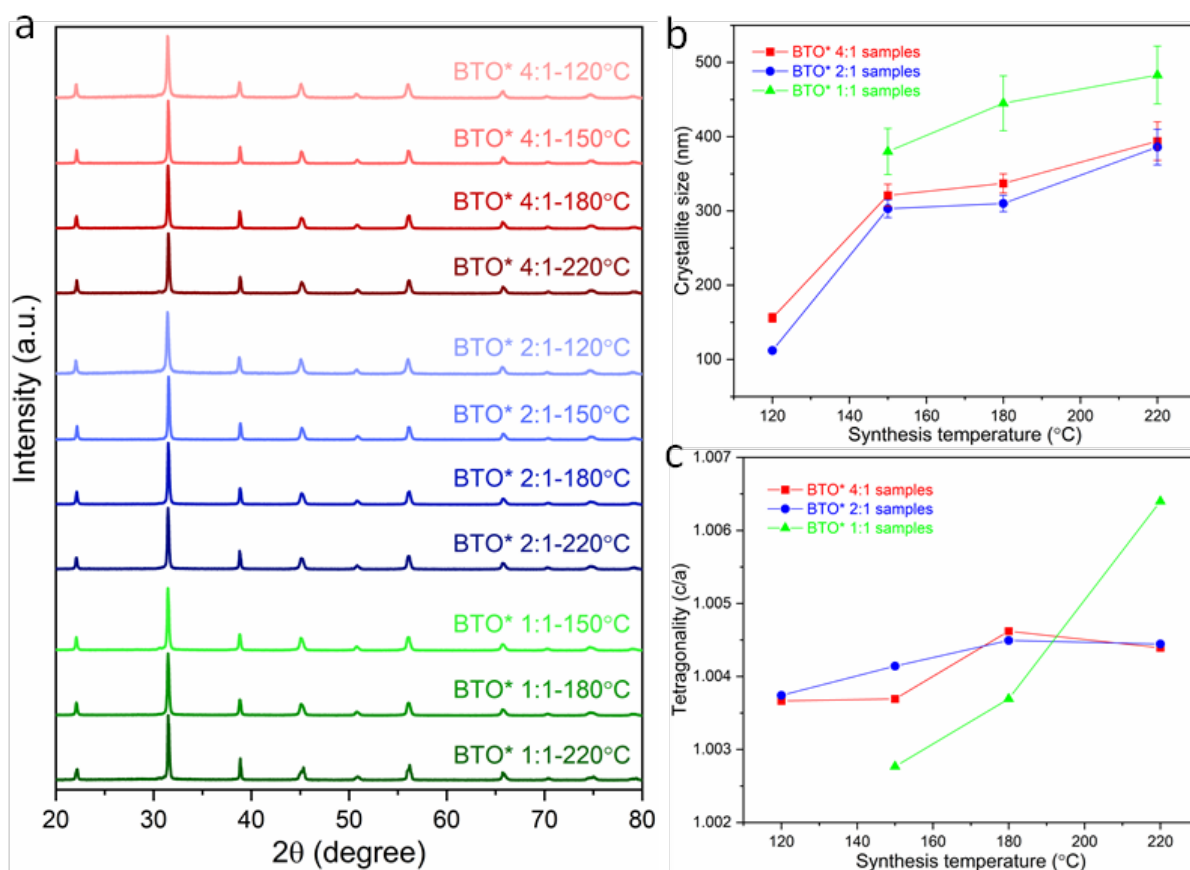 a
BTO* 4:1-120°C
BTO* 4:1-150°C
BTO* 4:1-180°C
BTO* 4:1-220°C
BTO* 2:1-120°C
BTO* 2:1-150°C
BTO* 2:1-180°C
BTO* 2:1-220°C
BTO* 1:1-150°C
BTO* 1:1-180°C
BTO* 1:1-220°C
Intensity (a.u.)
20 30 40 50 60 70 80
2θ (degree)
b
BTO* 4:1 samples
BTO* 2:1 samples
BTO* 1:1 samples
500
400
300
200
100
Crystallite size (nm)
120 140 160 180 200 220
Synthesis temperature (°C)
c
BTO* 4:1 samples
BTO* 2:1 samples
BTO* 1:1 samples
1.007
1.006
1.005
1.004
1.003
1.002
Tetragonality (c/a)
120 140 160 180 200 220
Synthesis temperature (°C)